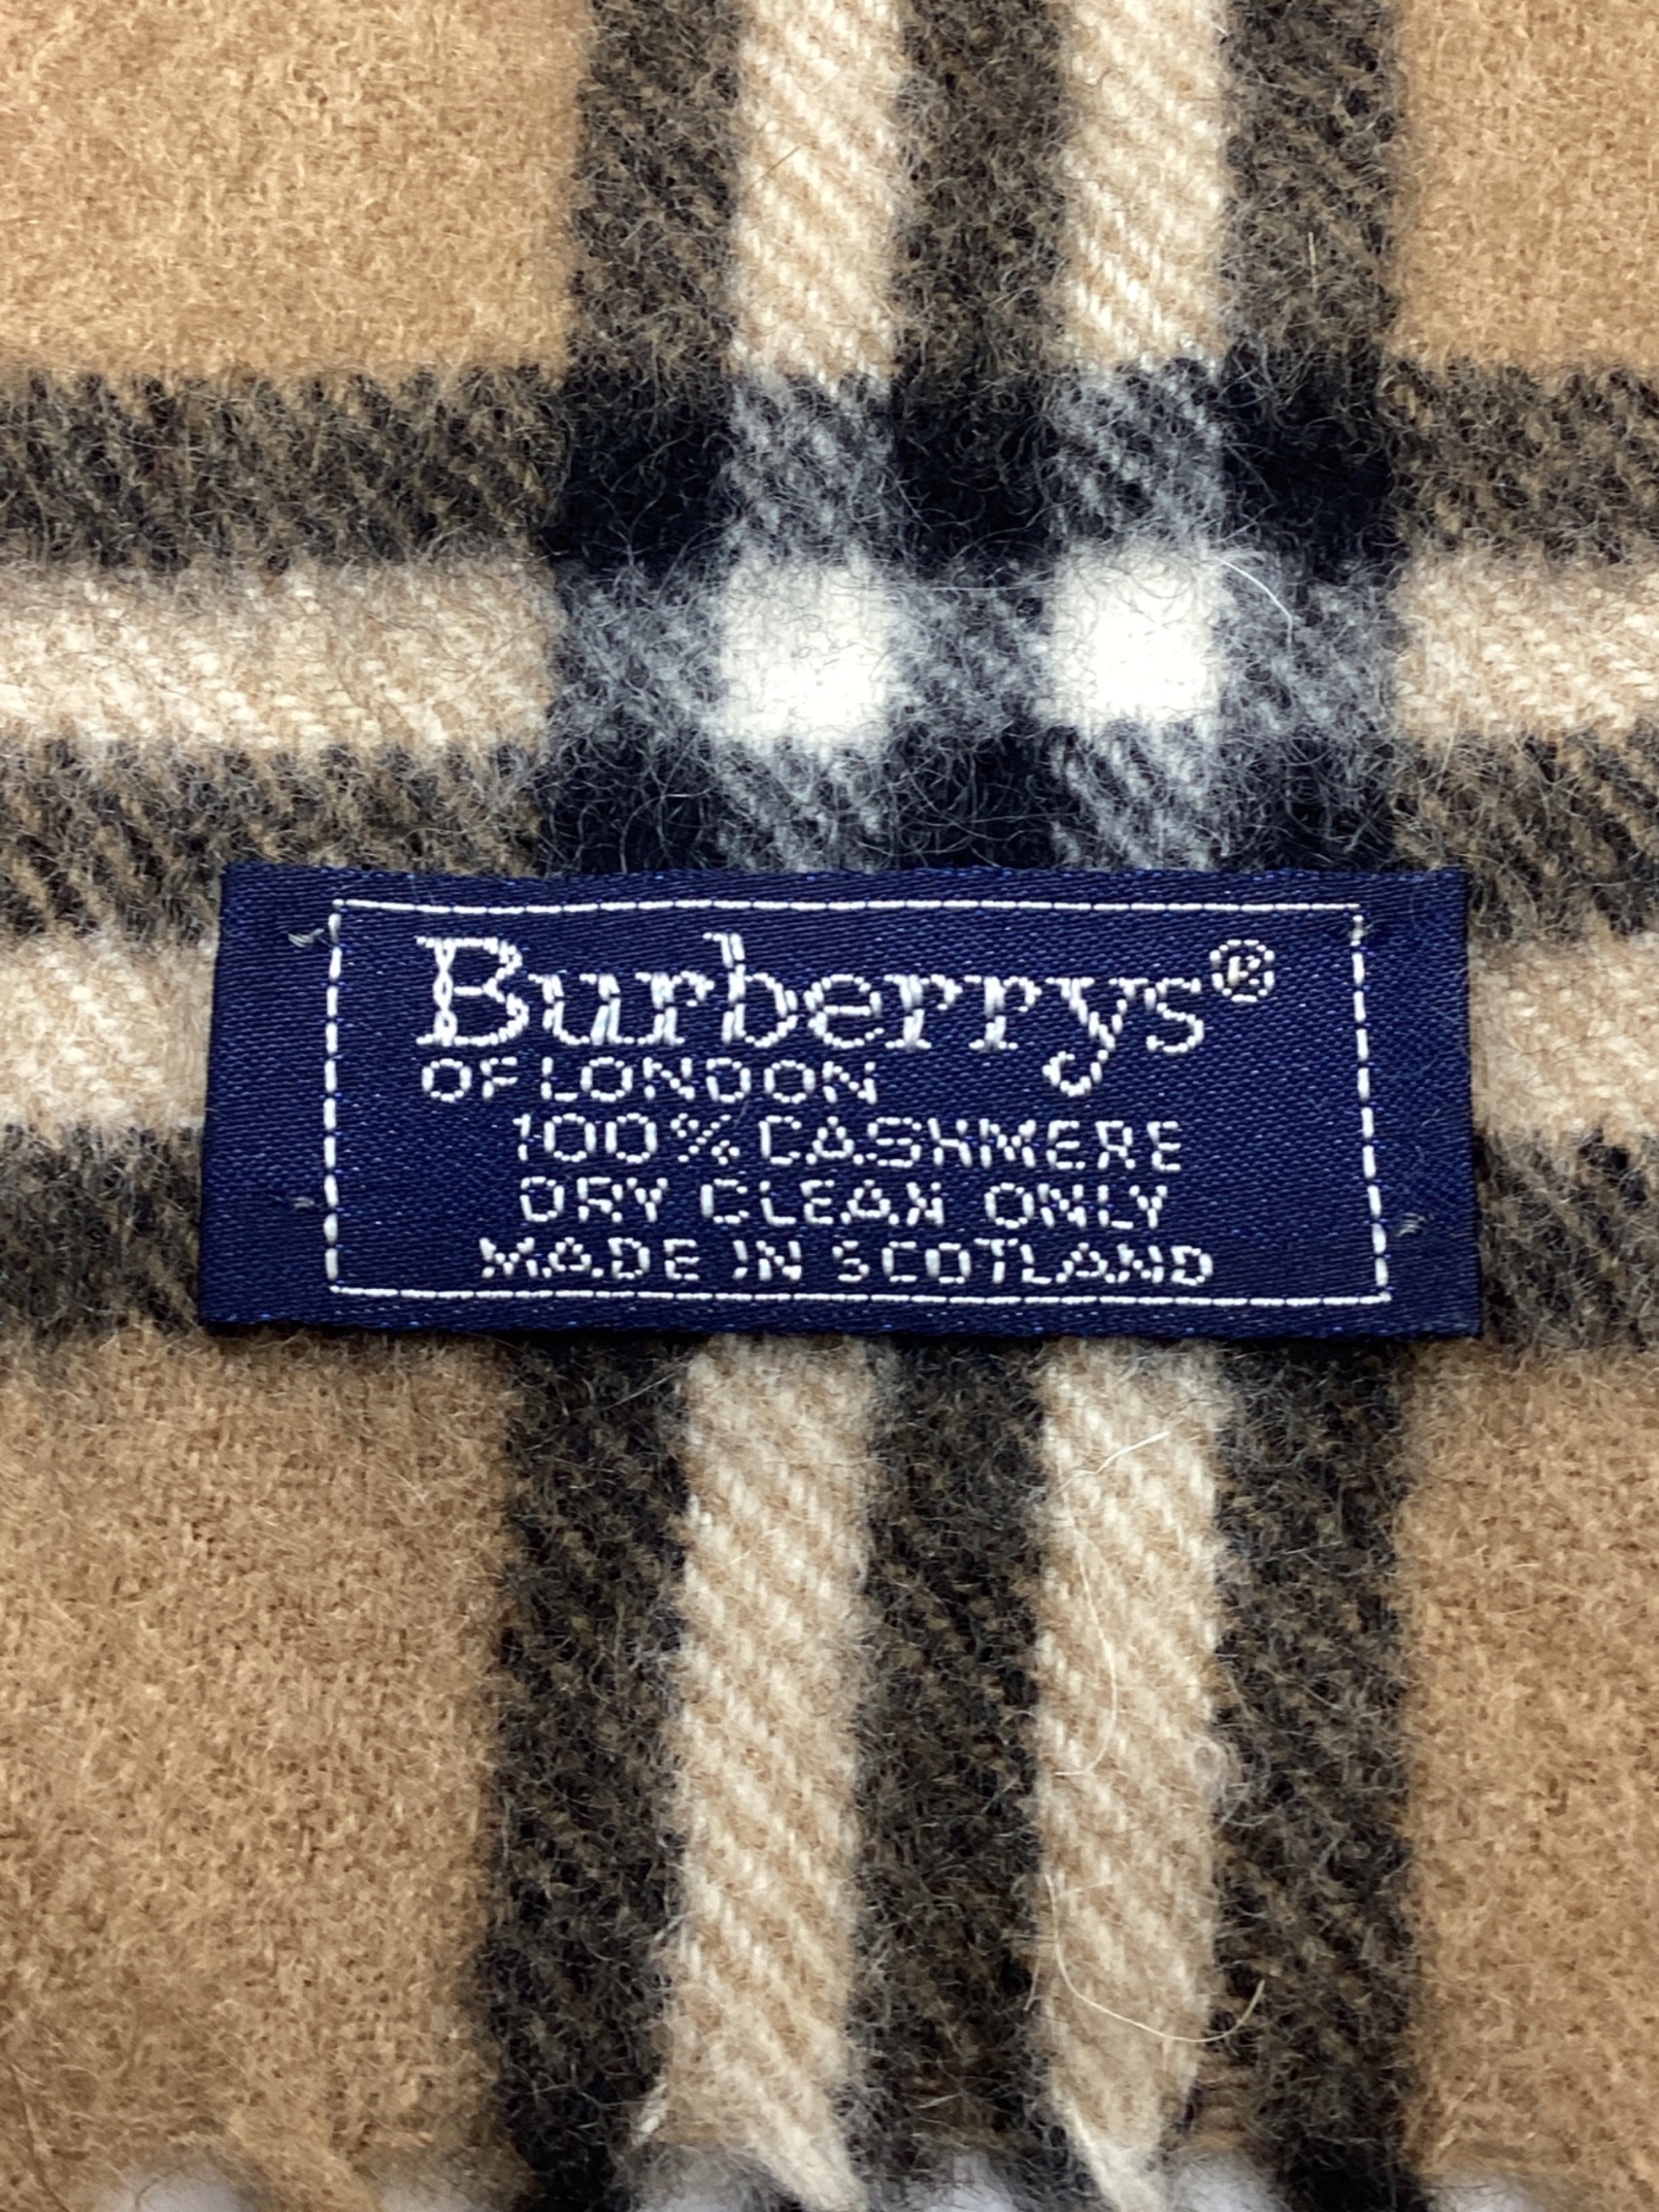 Burberrys®
OF LONDON
100% CASHMERE
DRY CLEAN ONLY
MADE IN SCOTLAND